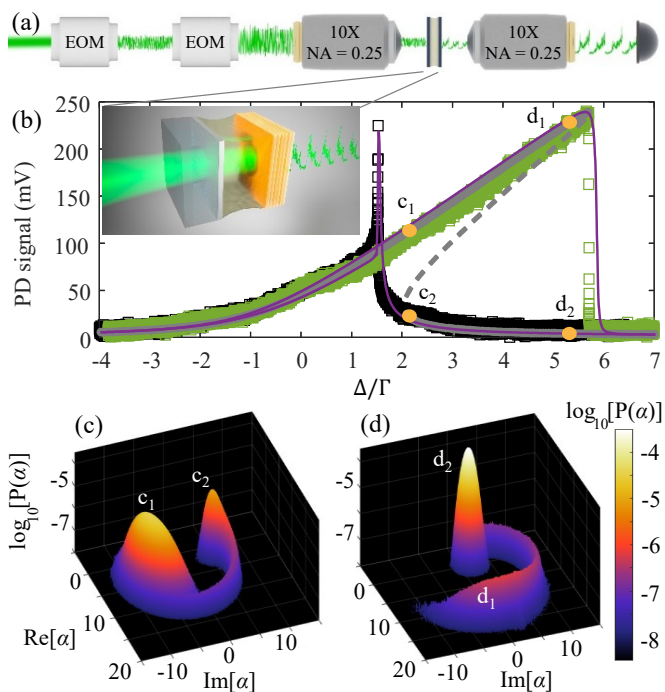 (a)
EOM
EOM
10X
NA = 0.25
10X
NA = 0.25
(b)
250
200
150
100
50
0
PD signal (mV)
d1
c1
c2
d2
-4 -3 -2 -1 0 1 2 3 4 5 6 7
Δ/Γ
(c)
(d)
log10[P(α)]
log10[P(α)]
-5
-7
c1
c2
0
10
20
Re[α]
-10
0
10
Im[α]
-5
-7
d2
d1
0
10
20
-10
0
10
Im[α]
-4
-5
-6
-7
-8